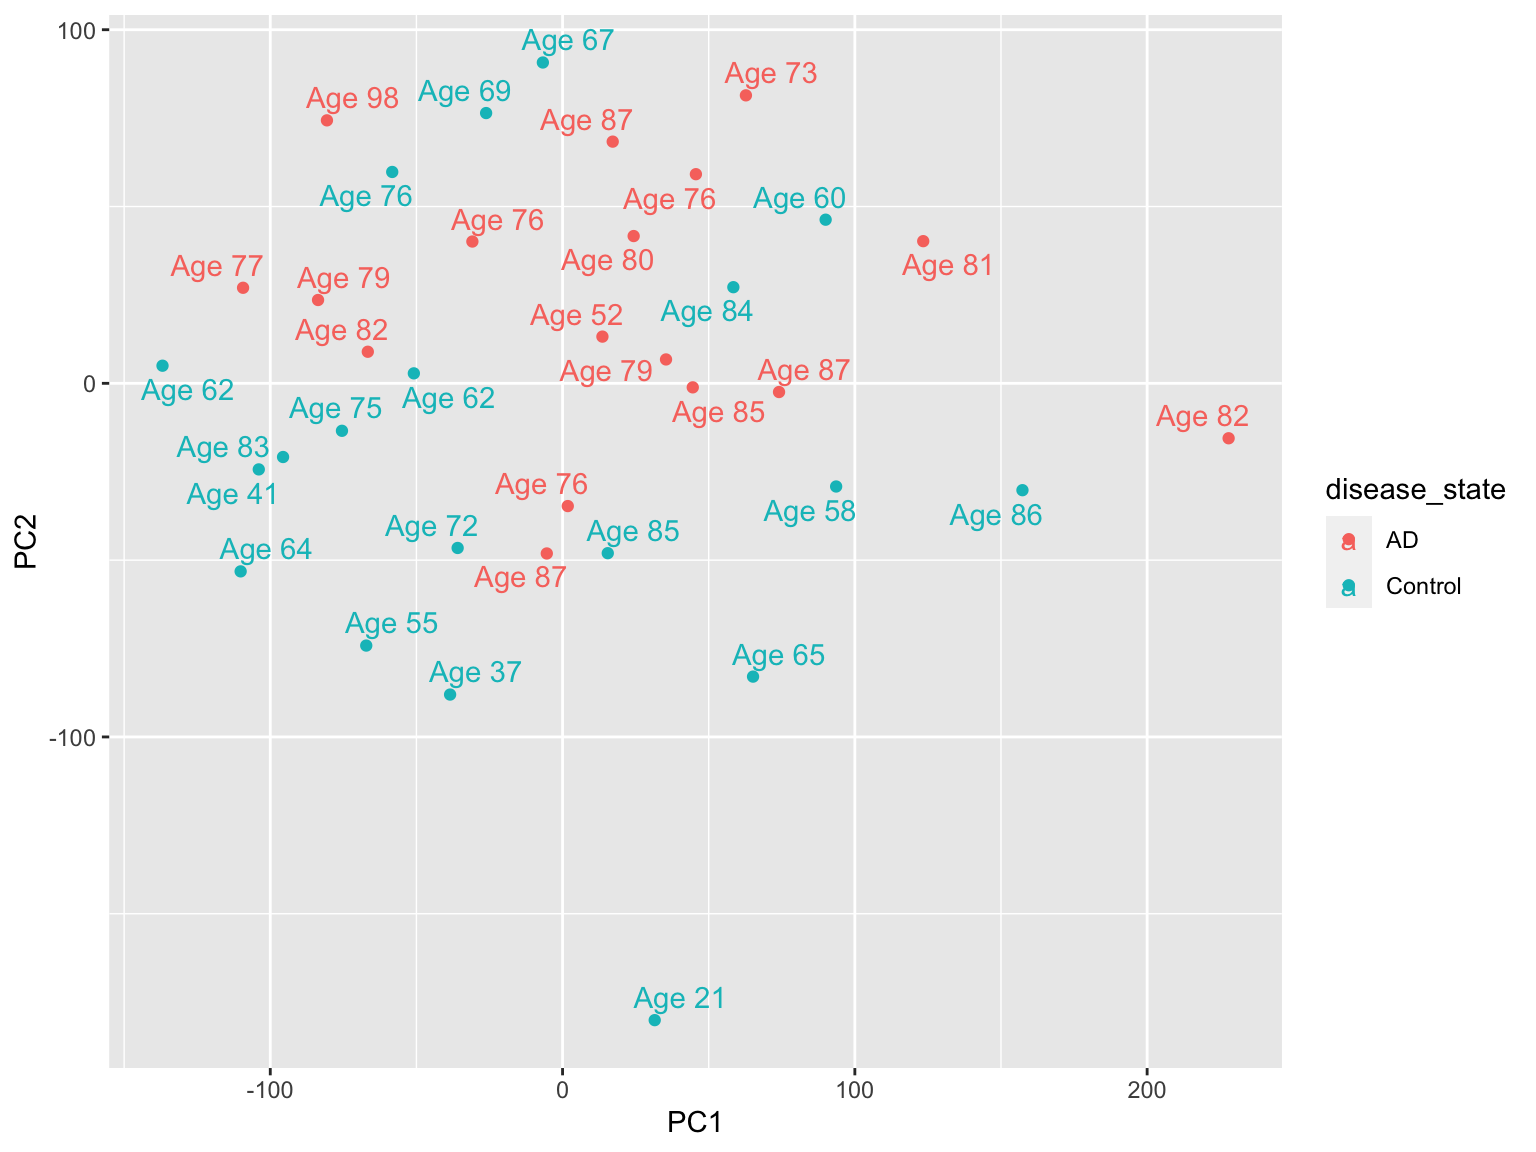 100
0
-100
PC2
Age 67
Age 73
Age 69
Age 98
Age 87
Age 76
Age 76
Age 60
Age 76
Age 80
Age 81
Age 77
Age 79
Age 84
Age 52
Age 82
Age 79
Age 87
Age 62
Age 62
Age 75
Age 85
Age 82
Age 83
Age 41
Age 76
Age 58
Age 86
Age 72
Age 85
Age 64
Age 87
Age 55
Age 37
Age 65
Age 21
-100
0
100
200
PC1
disease_state
a AD
a Control